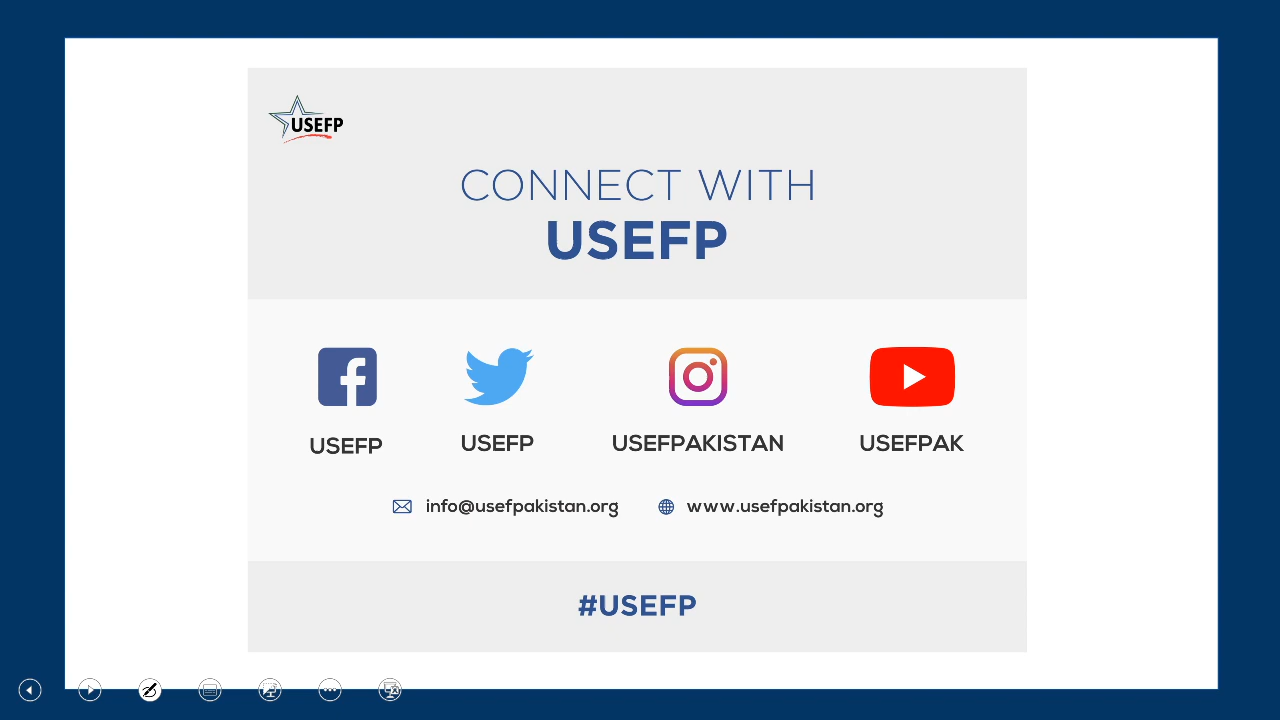 USEFP
CONNECT WITH
USEFP
USEFP
USEFP
USEFPAKISTAN
USEFPAK
info@usefpakistan.org
www.usefpakistan.org
#USEFP